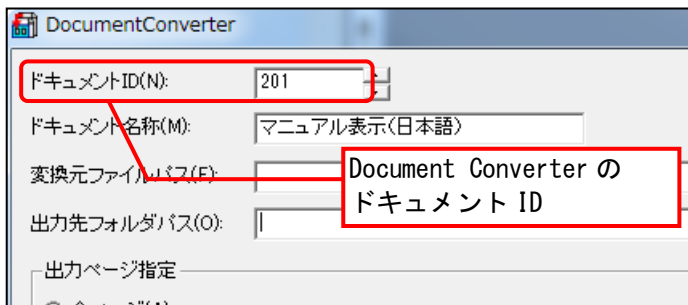 DocumentConverter
ドキュメントID(N):
201
ドキュメント名称(M):
マニュアル表示(日本語)
変換元ファイルパス(F):
Document Converter の
ドキュメント ID
出力先フォルダパス(O):
出力ページ指定